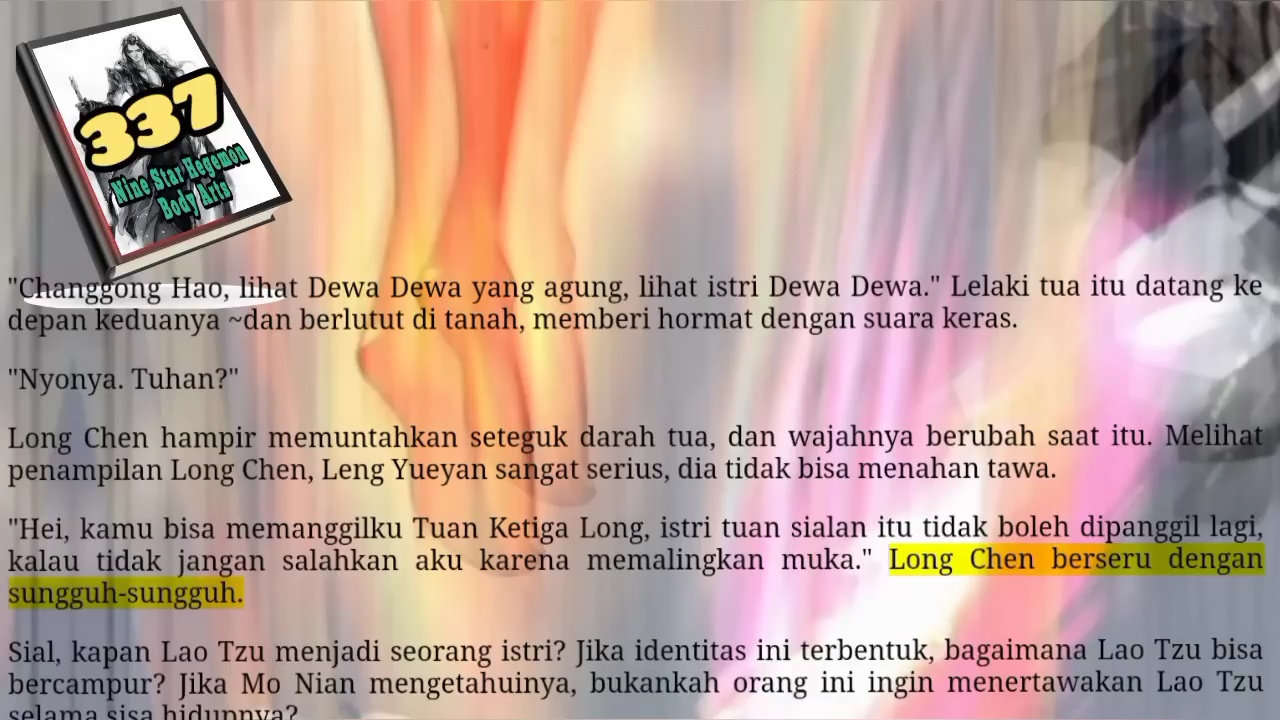 337
Nine Star Hegemon
Body Arts
"Changgong Hao, lihat Dewa Dewa yang agung, lihat istri Dewa Dewa." Lelaki tua itu datang ke
depan keduanya ~dan berlutut di tanah, memberi hormat dengan suara keras.
"Nyonya. Tuhan?"
Long Chen hampir memuntahkan seteguk darah tua, dan wajahnya berubah saat itu. Melihat
penampilan Long Chen, Leng Yueyan sangat serius, dia tidak bisa menahan tawa.
"Hei, kamu bisa memanggilku Tuan Ketiga Long, istri tuan sialan itu tidak boleh dipanggil lagi,
kalau tidak jangan salahkan aku karena memalingkan muka." Long Chen berseru dengan
sungguh-sungguh.
Sial, kapan Lao Tzu menjadi seorang istri? Jika identitas ini terbentuk, bagaimana Lao Tzu bisa
bercampur? Jika Mo Nian mengetahuinya, bukankah orang ini ingin menertawakan Lao Tzu
selama sisa hidupnya?